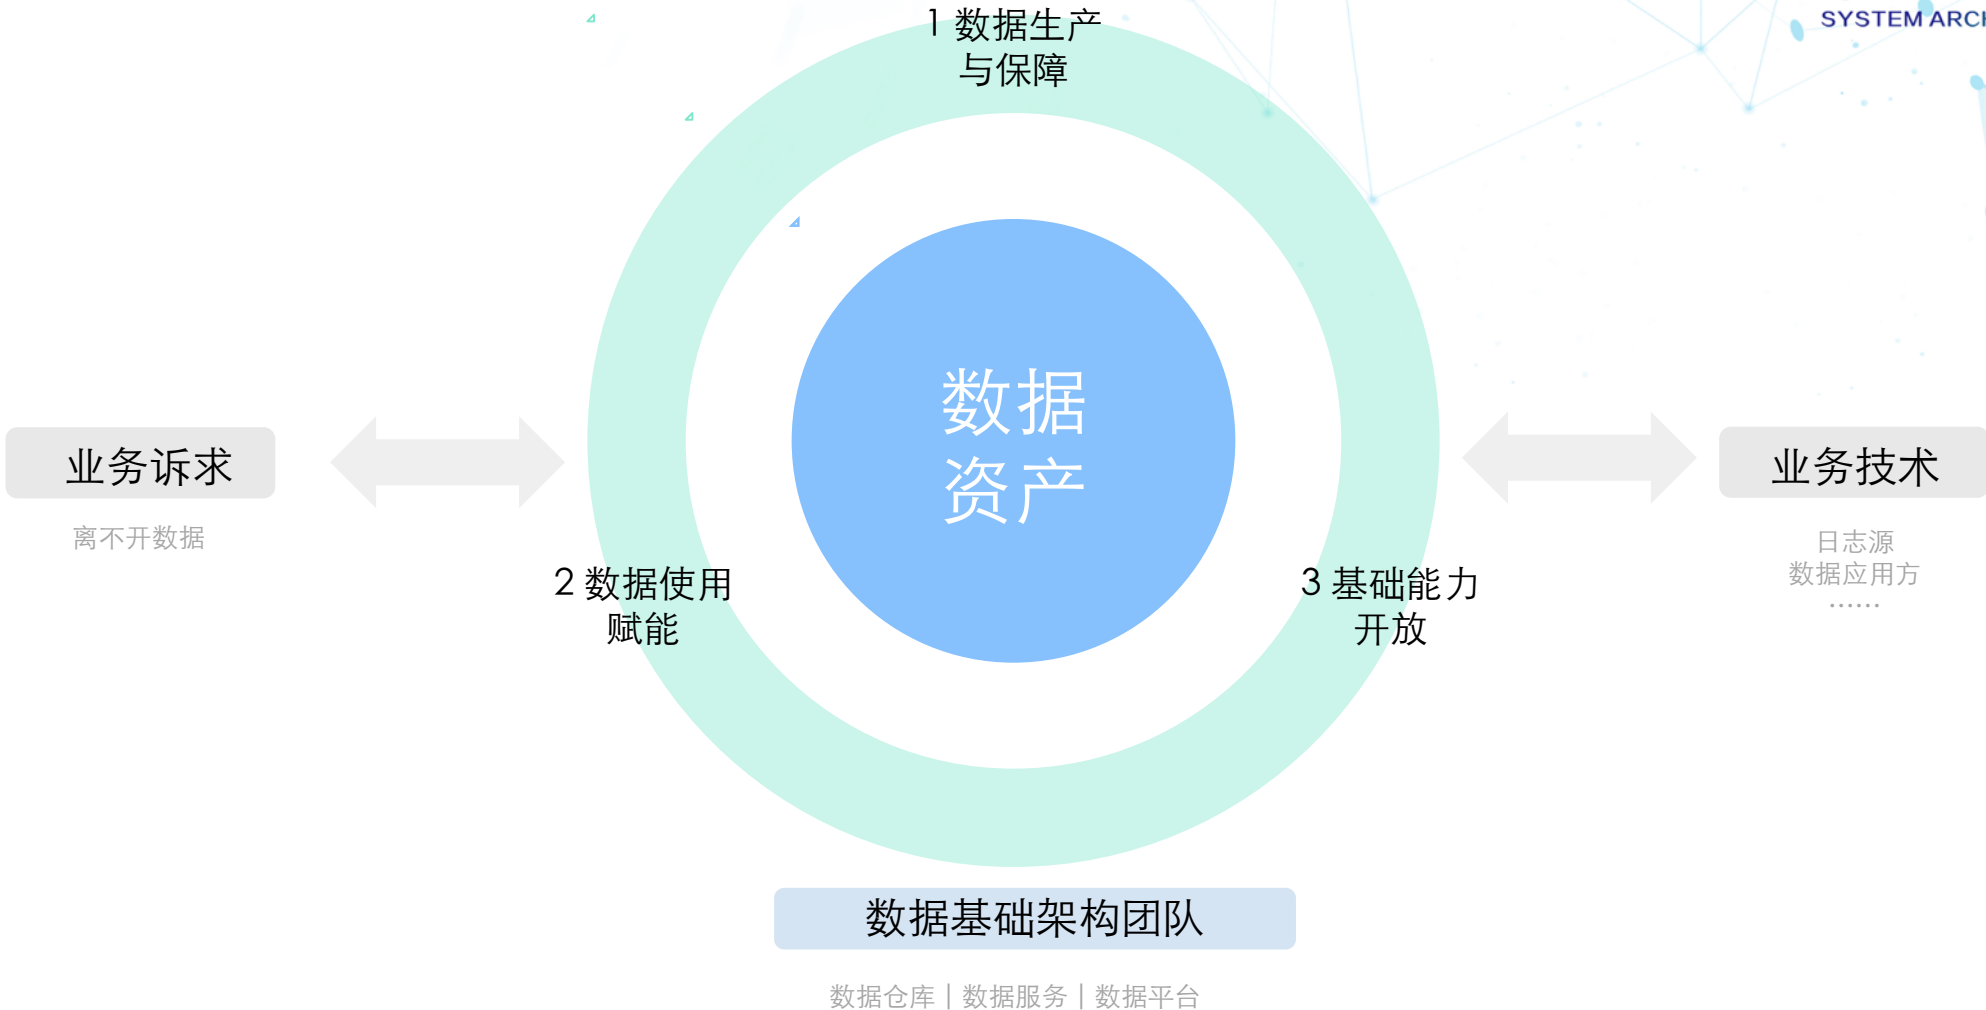 SYSTEM ARCH
1 数据生产
与保障
数据
资产
业务诉求
离不开数据
业务技术
日志源
数据应用方
······
2 数据使用
赋能
3 基础能力
开放
数据基础架构团队
数据仓库 | 数据服务 | 数据平台